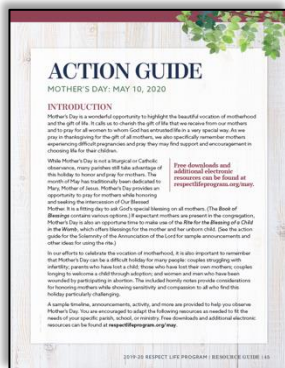 ACTION GUIDE
MOTHER'S DAY: MAY 10, 2020
INTRODUCTION
Mother's Day is a wonderful opportunity to highlight the beautiful vocation of motherhood
and the gift of life. It calls us to cherish the gift of life that we receive from our mothers
and to pray for all women to whom God has entrusted life in a very special way. As we
pray in thanksgiving for the gift of all mothers, we also specifically remember mothers
experiencing difficult pregnancies and pray they may find support and encouragement in
choosing life for their children.
While Mother's Day is not a liturgical or Catholic
observance, many parishes still take advantage of
this holiday to honor and pray for mothers. The
month of May has traditionally been dedicated to
Mary, Mother of Jesus. Mother's Day provides an
opportunity to pray for mothers while honoring
and seeking the intercession of Our Blessed
Mother. It is a fitting day to ask God's special blessing on all mothers. (The Book of
Blessings contains various options.) If expectant mothers are present in the congregation,
Mother's Day is also an opportune time to make use of the Rite for the Blessing of a Child
in the Womb, which offers blessings for the mother and her unborn child. (See the action
guide for the Solemnity of the Annunciation of the Lord for sample announcements and
other ideas for using the rite.)
Free downloads and
additional electronic
resources can be found at
respectlifeprogram.org/may.
In our efforts to celebrate the vocation of motherhood, it is also important to remember
that Mother's Day can be a difficult holiday for many people: couples struggling with
infertility; parents who have lost a child; those who have lost their own mothers; couples
longing to welcome a child through adoption; and women and men who have been
wounded by participating in abortion. The included homily notes provide considerations
for honoring mothers while showing sensitivity and compassion to all who find this
holiday particularly challenging.
A sample timeline, announcements, activity, and more are provided to help you observe
Mother's Day. You are encouraged to adapt the following resources as needed to fit the
needs of your specific parish, school, or ministry. Free downloads and additional electronic
resources can be found at respectlifeprogram.org/may.
2019-20 RESPECT LIFE PROGRAM | RESOURCE GUIDE |